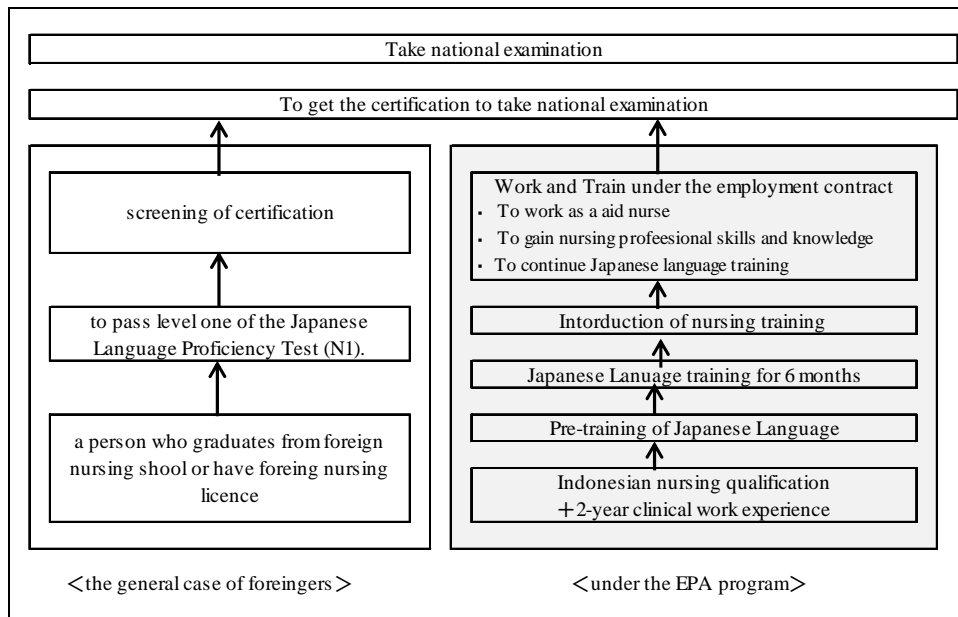 Take national examination
To get the certification to take national examination
screening of certification
to pass level one of the Japanese
Language Proficiency Test (N1).
a person who graduates from foreign
nursing shool or have foreing nursing
licence
<the general case of foreingers>
Work and Train under the employment contract
・ To work as a aid nurse
・ To gain nursing profeesional skills and knowledge
・ To continue Japanese language training
Intorduction of nursing training
Japanese Lanuage training for 6 months
Pre-training of Japanese Language
Indonesian nursing qualification
+2-year clinical work experience
<under the EPA program>